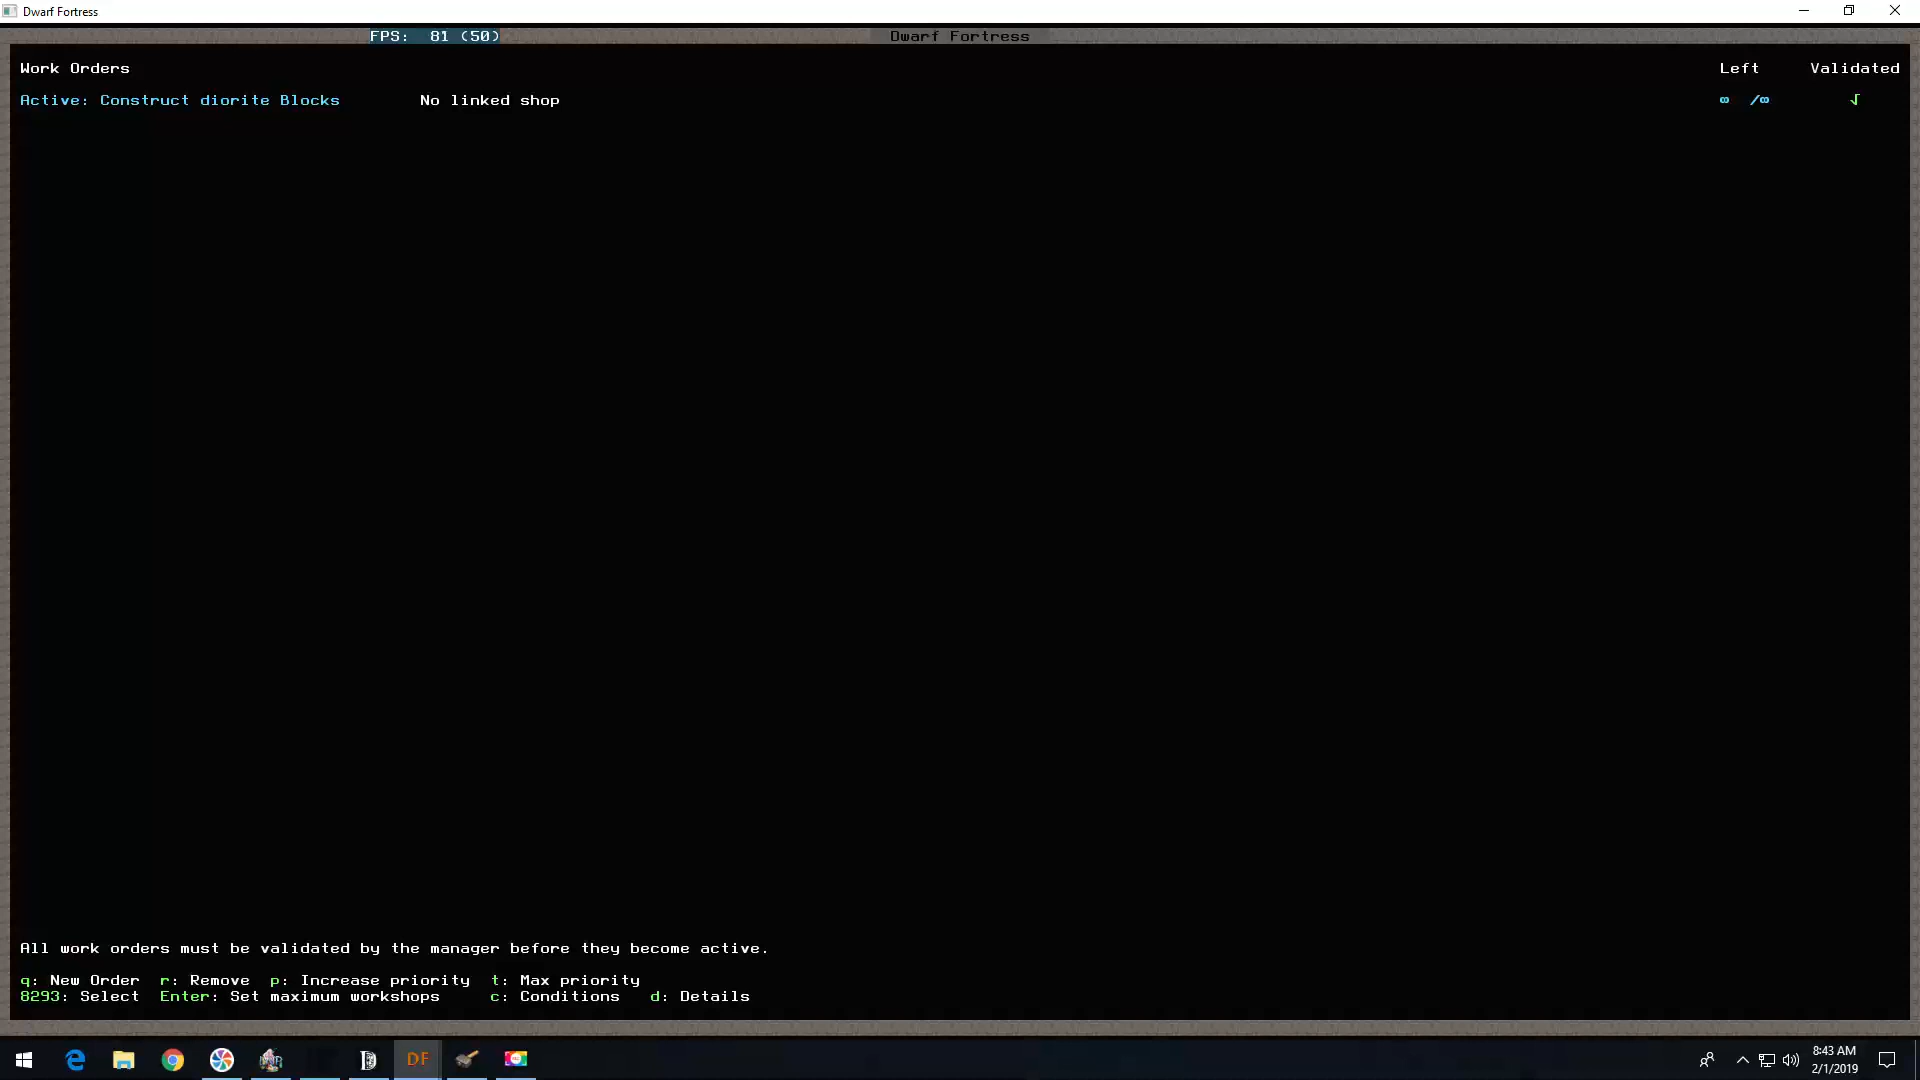 Dwarf Fortress
FPS: 81 (50) Dwarf Fortress
Work Orders Left Validated
Active: Construct diorite Blocks No linked shop ∞ /∞ √
All work orders must be validated by the manager before they become active.
q: New Order r: Remove p: Increase priority t: Max priority
8293: Select Enter: Set maximum workshops c: Conditions d: Details
DF
8:43 AM
2/1/2019